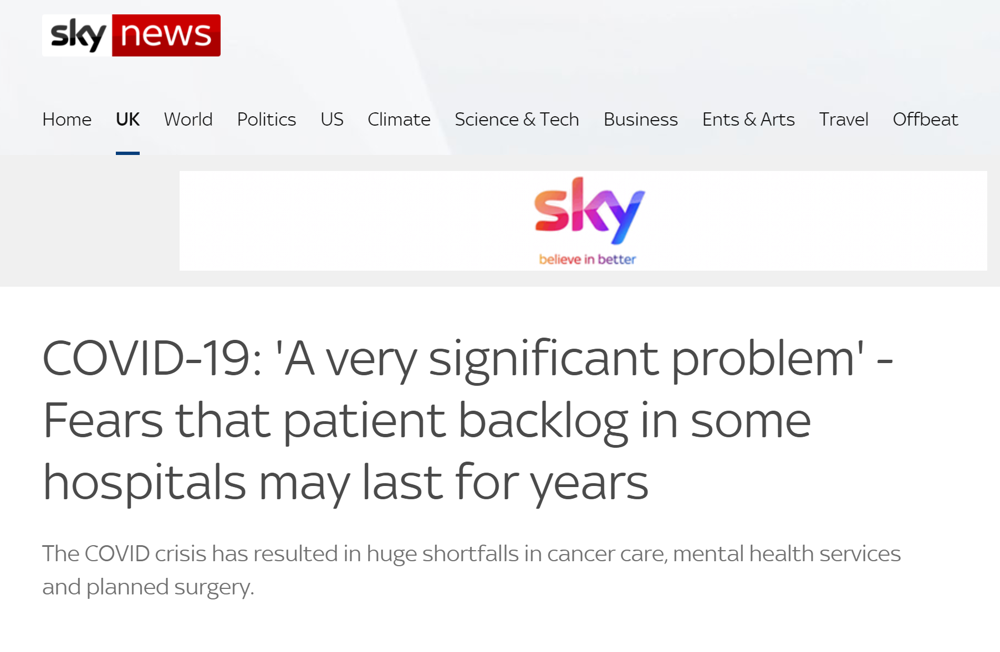 sky news
Home UK World Politics US Climate Science & Tech Business Ents & Arts Travel Offbeat
sky
believe in better
COVID-19: 'A very significant problem' -
Fears that patient backlog in some
hospitals may last for years
The COVID crisis has resulted in huge shortfalls in cancer care, mental health services
and planned surgery.